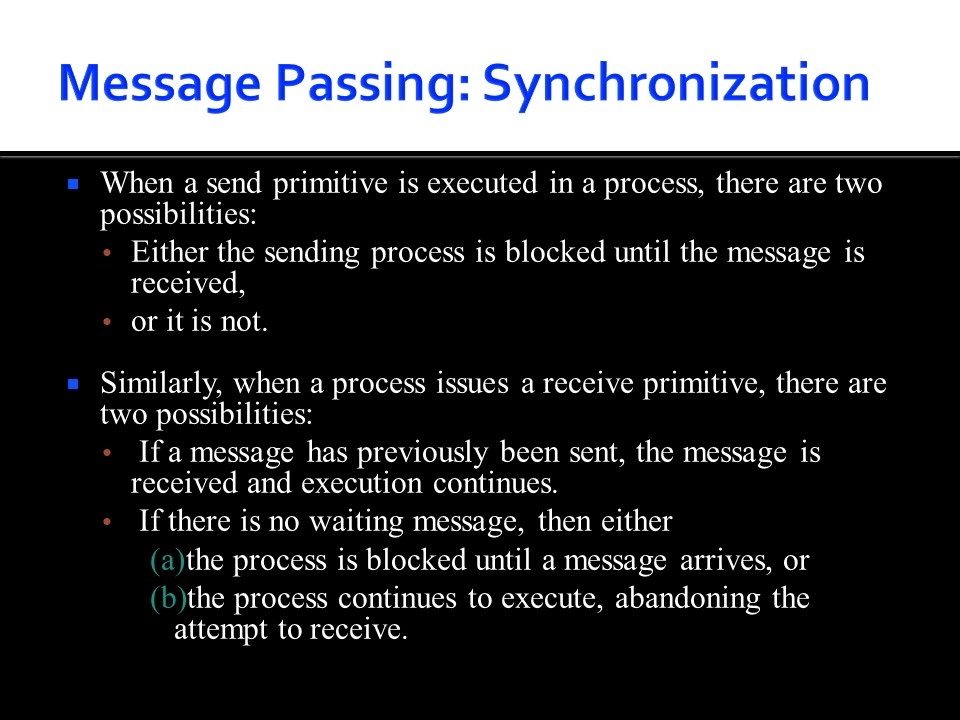 Message Passing: Synchronization
■ When a send primitive is executed in a process, there are two
possibilities:
• Either the sending process is blocked until the message is
received,
• or it is not.
■ Similarly, when a process issues a receive primitive, there are
two possibilities:
• If a message has previously been sent, the message is
received and execution continues.
• If there is no waiting message, then either
(a)the process is blocked until a message arrives, or
(b)the process continues to execute, abandoning the
attempt to receive.